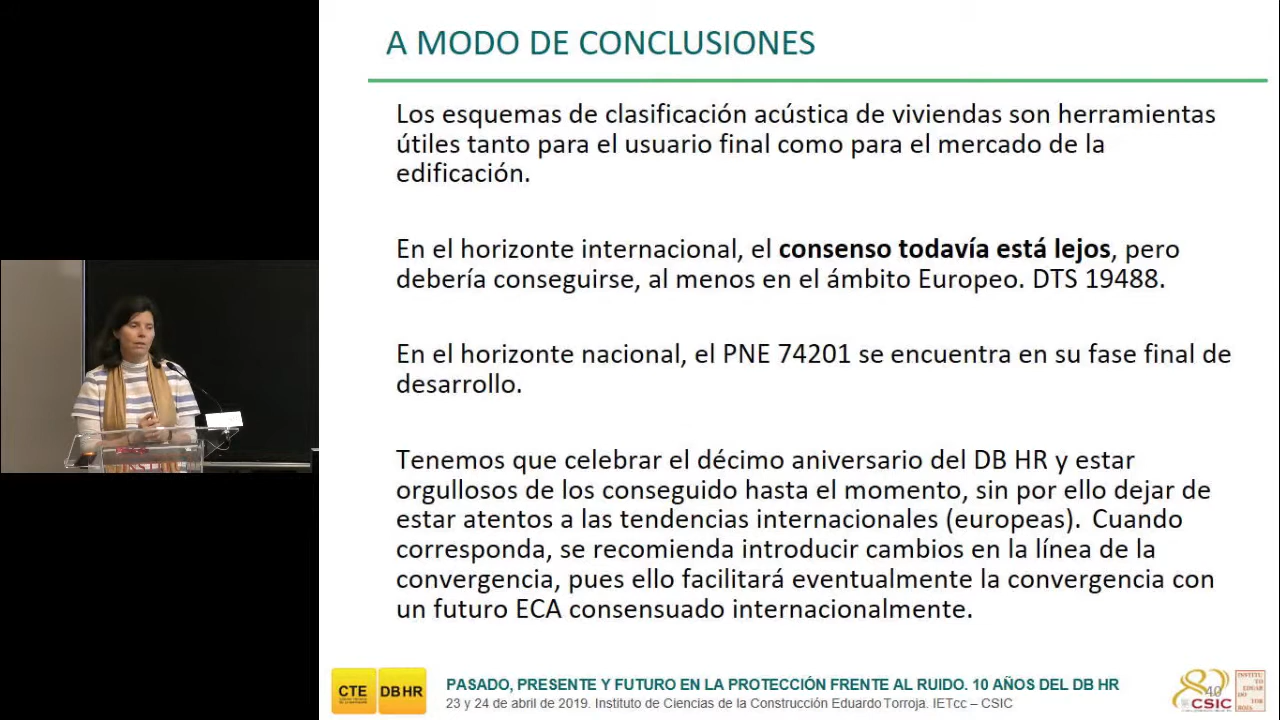 A MODO DE CONCLUSIONES
Los esquemas de clasificación acústica de viviendas son herramientas
útiles tanto para el usuario final como para el mercado de la
edificación.
En el horizonte internacional, el consenso todavía está lejos, pero
debería conseguirse, al menos en el ámbito Europeo. DTS 19488.
En el horizonte nacional, el PNE 74201 se encuentra en su fase final de
desarrollo.
Tenemos que celebrar el décimo aniversario del DB HR y estar
orgullosos de los conseguido hasta el momento, sin por ello dejar de
estar atentos a las tendencias internacionales (europeas). Cuando
corresponda, se recomienda introducir cambios en la línea de la
convergencia, pues ello facilitará eventualmente la convergencia con
un futuro ECA consensuado internacionalmente.
CTE DB HR
PASADO, PRESENTE Y FUTURO EN LA PROTECCIÓN FRENTE AL RUIDO. 10 AÑOS DEL DB HR
23 y 24 de abril de 2019. Instituto de Ciencias de la Construcción Eduardo Torroja. IETcc – CSIC
40
CSIC